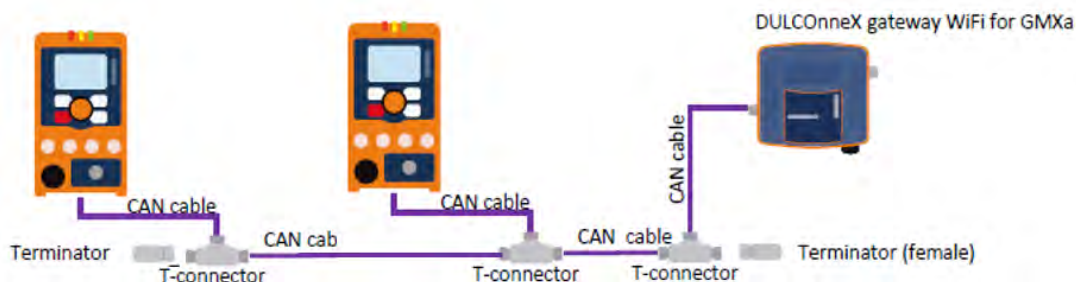 DULCOnneX gateway WiFi for GMXa
CAN cable
CAN cable
CAN cable
Terminator
CAN cab
CAN cable
Terminator (female)
T-connector
T-connector
T-connector